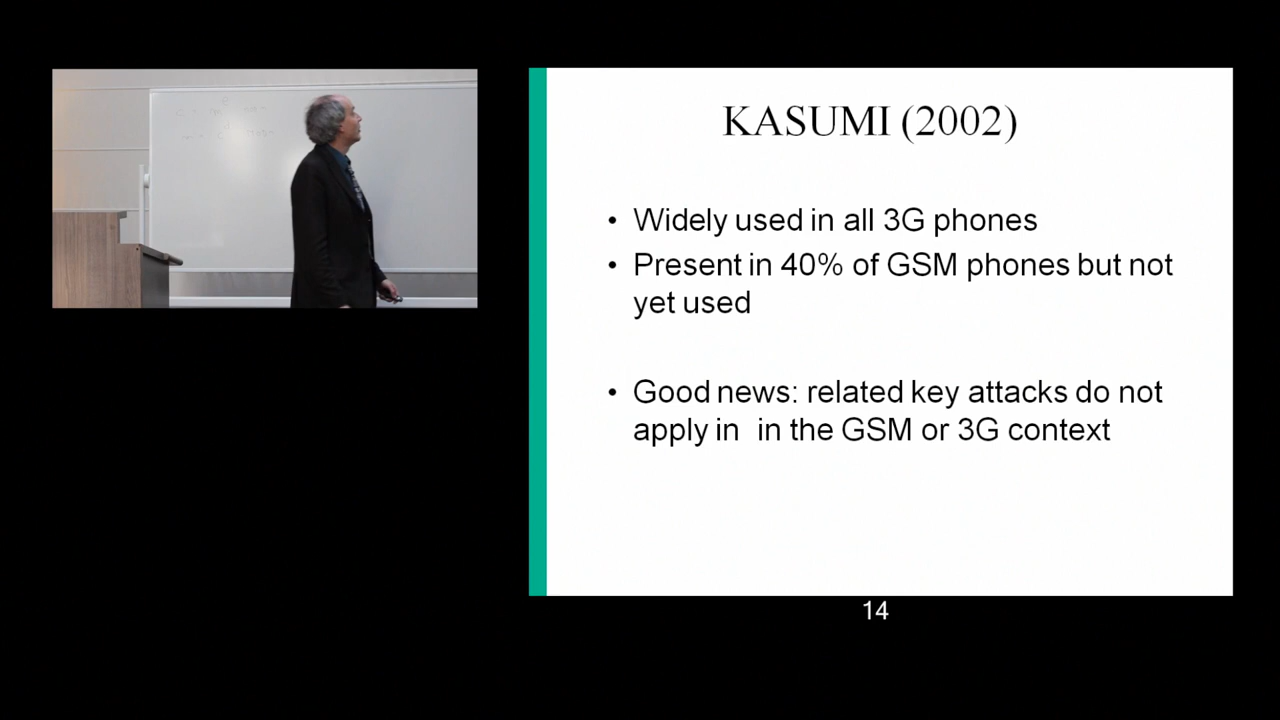 KASUMI (2002)
• Widely used in all 3G phones
• Present in 40% of GSM phones but not
yet used
• Good news: related key attacks do not
apply in in the GSM or 3G context
14